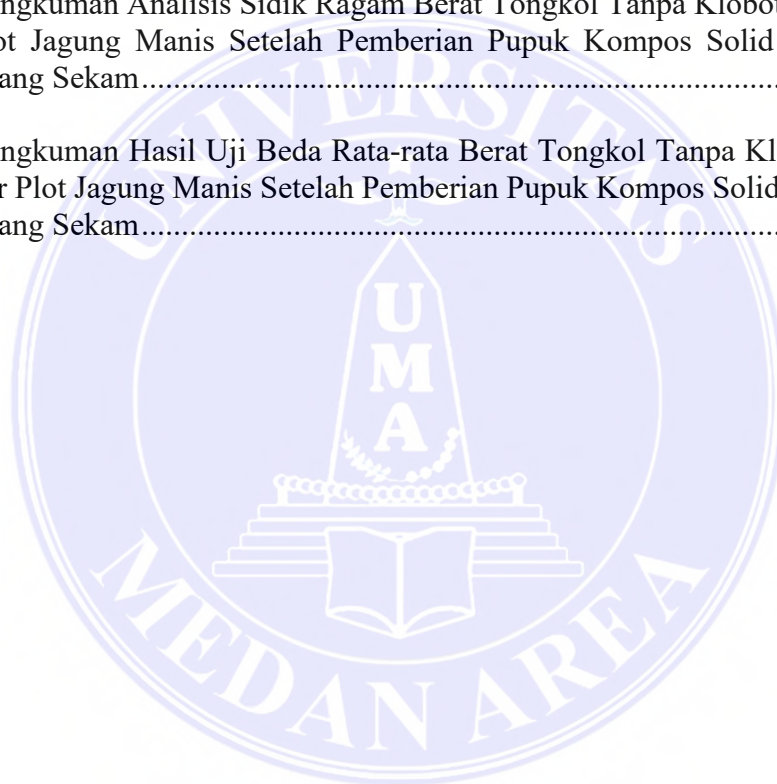 ngkuman Analisis Sidik Ragam Berat Tongkol Tanpa Klobot
ot Jagung Manis Setelah Pemberian Pupuk Kompos Solid
ang Sekam........................................................................................
ngkuman Hasil Uji Beda Rata-rata Berat Tongkol Tanpa Kl
r Plot Jagung Manis Setelah Pemberian Pupuk Kompos Solid
ang Sekam........................................................................................
UNIVERSITAS
U
M
A
MEDAN AREA